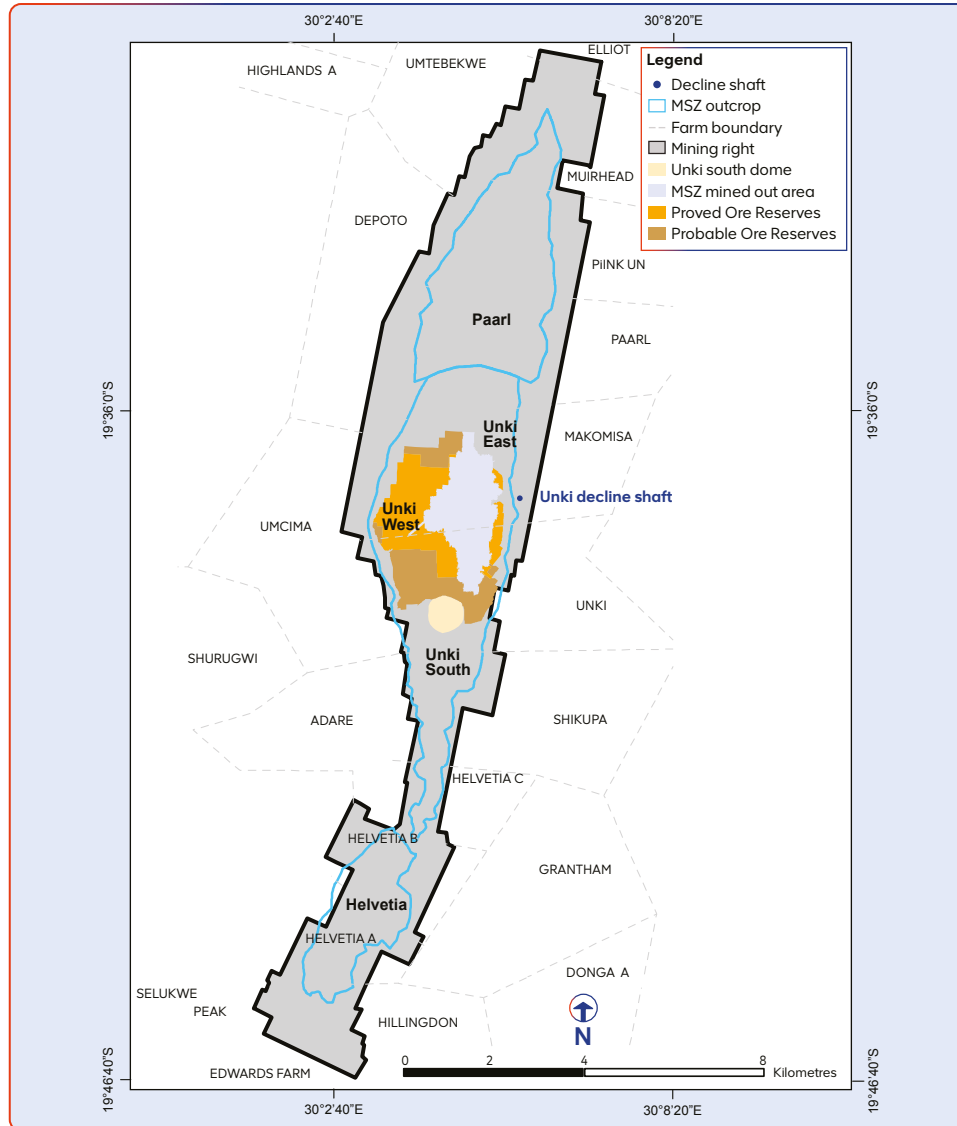 30°2'40"E
30°8'20"E
ELLIOT
UMTEBEKWE
HIGHLANDS A
Legend
Decline shaft
MSZ outcrop
Farm boundary
Mining right
Unki south dome
MSZ mined out area
Proved Ore Reserves
Probable Ore Reserves
MUIRHEAD
DEPOTO
PiINK UN
Paarl
PAARL
19°36'0"S
19°36'0"S
Unki
East
MAKOMISA
Unki decline shaft
Unki
West
UMCIMA
UNKI
Unki
South
SHURUGWI
ADARE
SHIKUPA
HELVETIA C
HELVETIA B
GRANTHAM
Helvetia
HELVETIA A
DONGA A
SELUKWE
PEAK
HILLINGDON
N
0 2 4 8
Kilometres
EDWARDS FARM
19°46'40"S
19°46'40"S
30°2'40"E
30°8'20"E